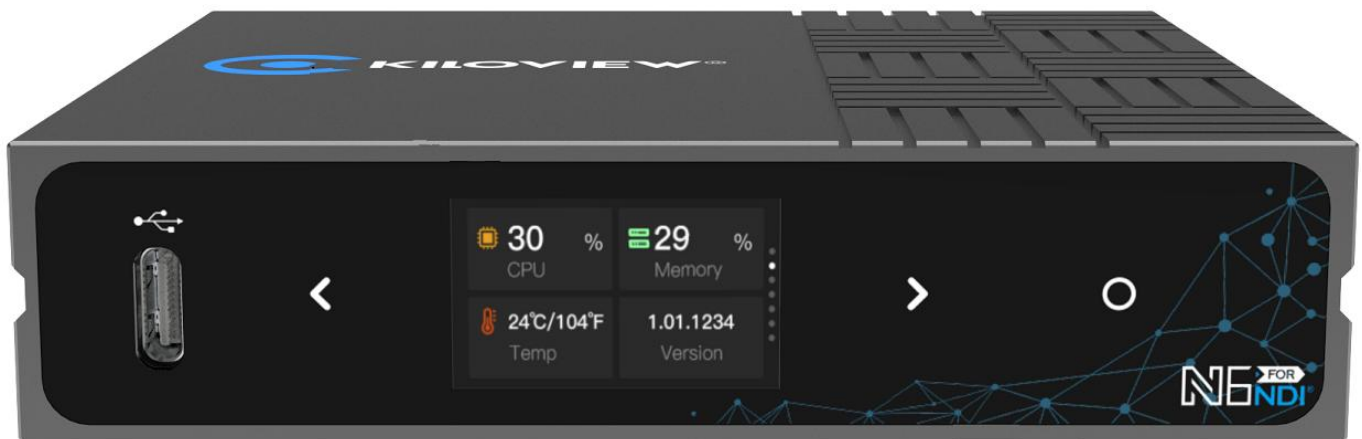 KILOVIEW®
30 %
CPU
29 %
Memory
24℃/104℉
Temp
1.01.1234
Version
N6 FOR NDI®